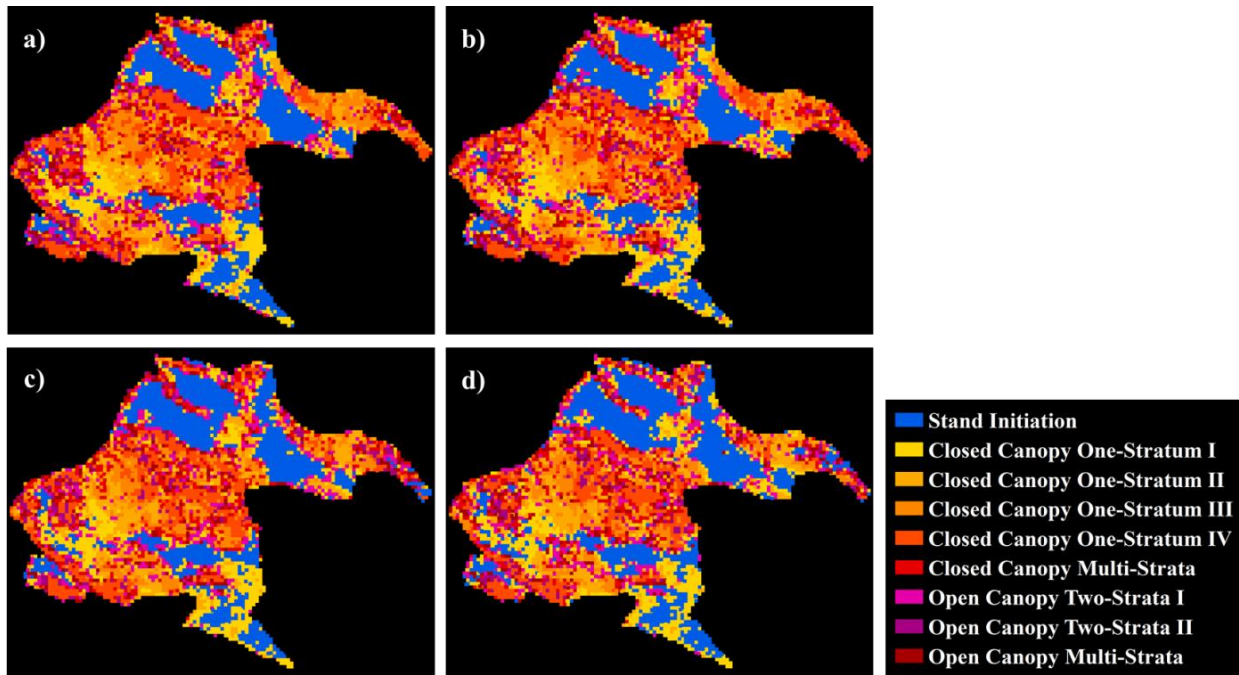 a)
b)
c)
d)
Stand Initiation
Closed Canopy One-Stratum I
Closed Canopy One-Stratum II
Closed Canopy One-Stratum III
Closed Canopy One-Stratum IV
Closed Canopy Multi-Strata
Open Canopy Two-Strata I
Open Canopy Two-Strata II
Open Canopy Multi-Strata